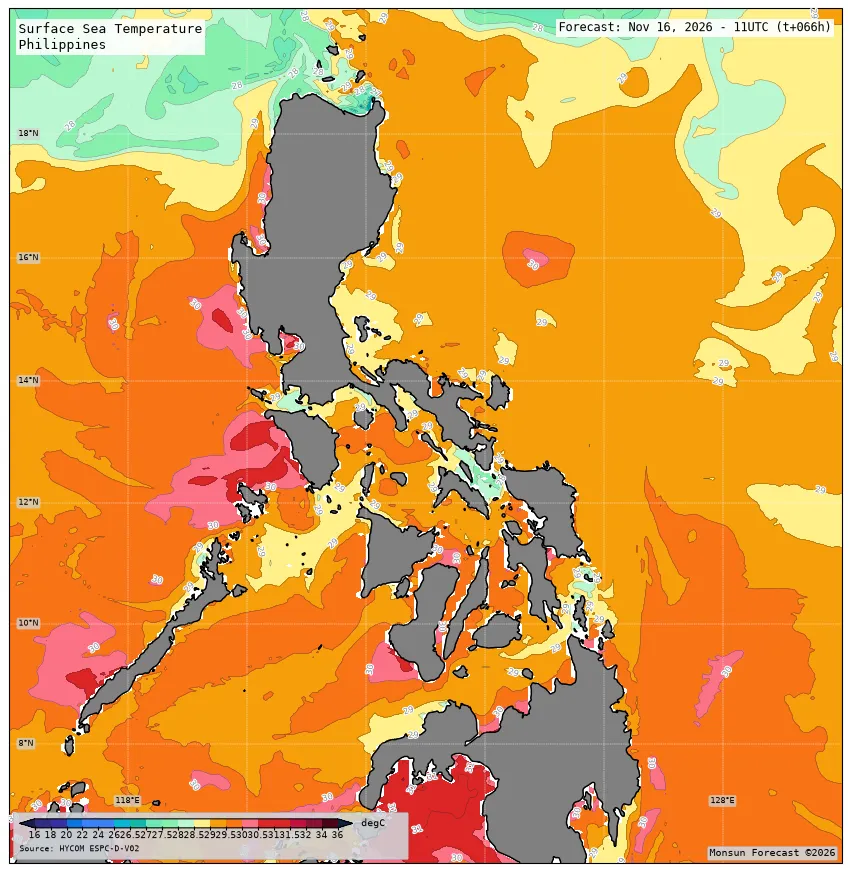 Surface Sea Temperature
Philippines
Forecast: Nov 16, 2026 - 11UTC (t+066h)
18°N
16°N
14°N
12°N
10°N
8°N
118°E
128°E
16 18 20 22 24 26 26.5 27 27.5 28 28.5 29 29.5 30 30.5 31 31.5 32 34 36
degC
Source: HYCOM ESPC-D-V02
Monsun Forecast ©2026